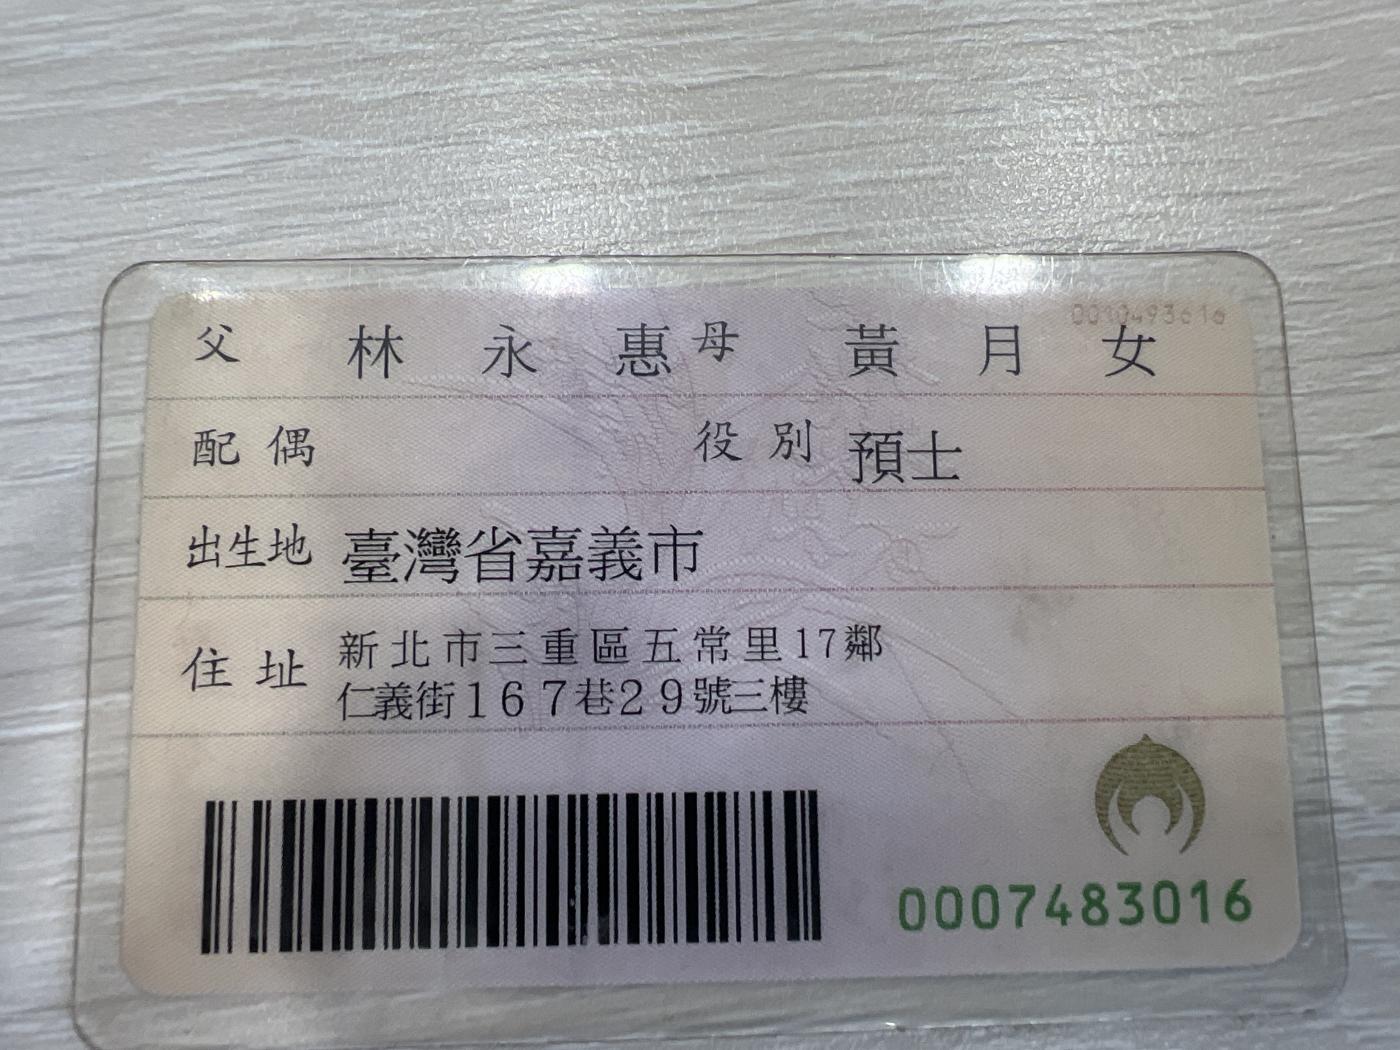 父 林永惠 母 黃月女
配偶 役別 預士
出生地 臺灣省嘉義市
住址 新北市三重區五常里17鄰
仁義街167巷29號三樓
0007483016